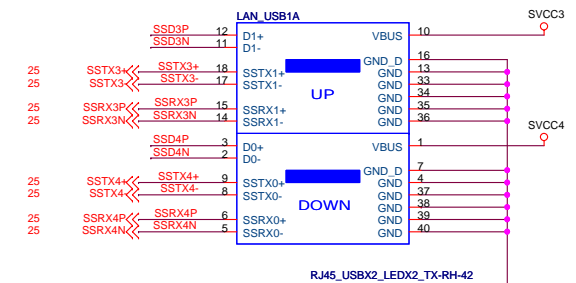 LAN_USB1A
SVCC3
SSD3P 12 D1+ VBUS 10
SSD3N 11 D1-
GND_D 16
25 SSTX3+ SSTX3+ 18 SSTX1+ GND 13
25 SSTX3- SSTX3- 17 SSTX1- GND 33
UP GND 34
25 SSRX3P SSRX3P 15 SSRX1+ GND 35
25 SSRX3N SSRX3N 14 SSRX1- GND 36
SVCC4
SSD4P 3 D0+ VBUS 1
SSD4N 2 D0-
GND_D 7
25 SSTX4+ SSTX4+ 9 SSTX0+ GND 4
25 SSTX4- SSTX4- 8 SSTX0- GND 37
DOWN GND 38
25 SSRX4P SSRX4P 6 SSRX0+ GND 39
25 SSRX4N SSRX4N 5 SSRX0- GND 40
RJ45_USBX2_LEDX2_TX-RH-42